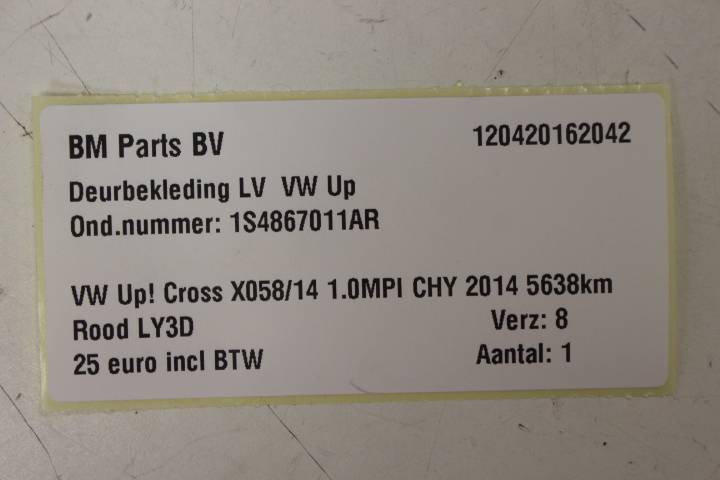 BM Parts BV 120420162042
Deurbekleding LV VW Up
Ond.nummer: 1S4867011AR
VW Up! Cross X058/14 1.0MPI CHY 2014 5638km
Rood LY3D Verz: 8
25 euro incl BTW Aantal: 1